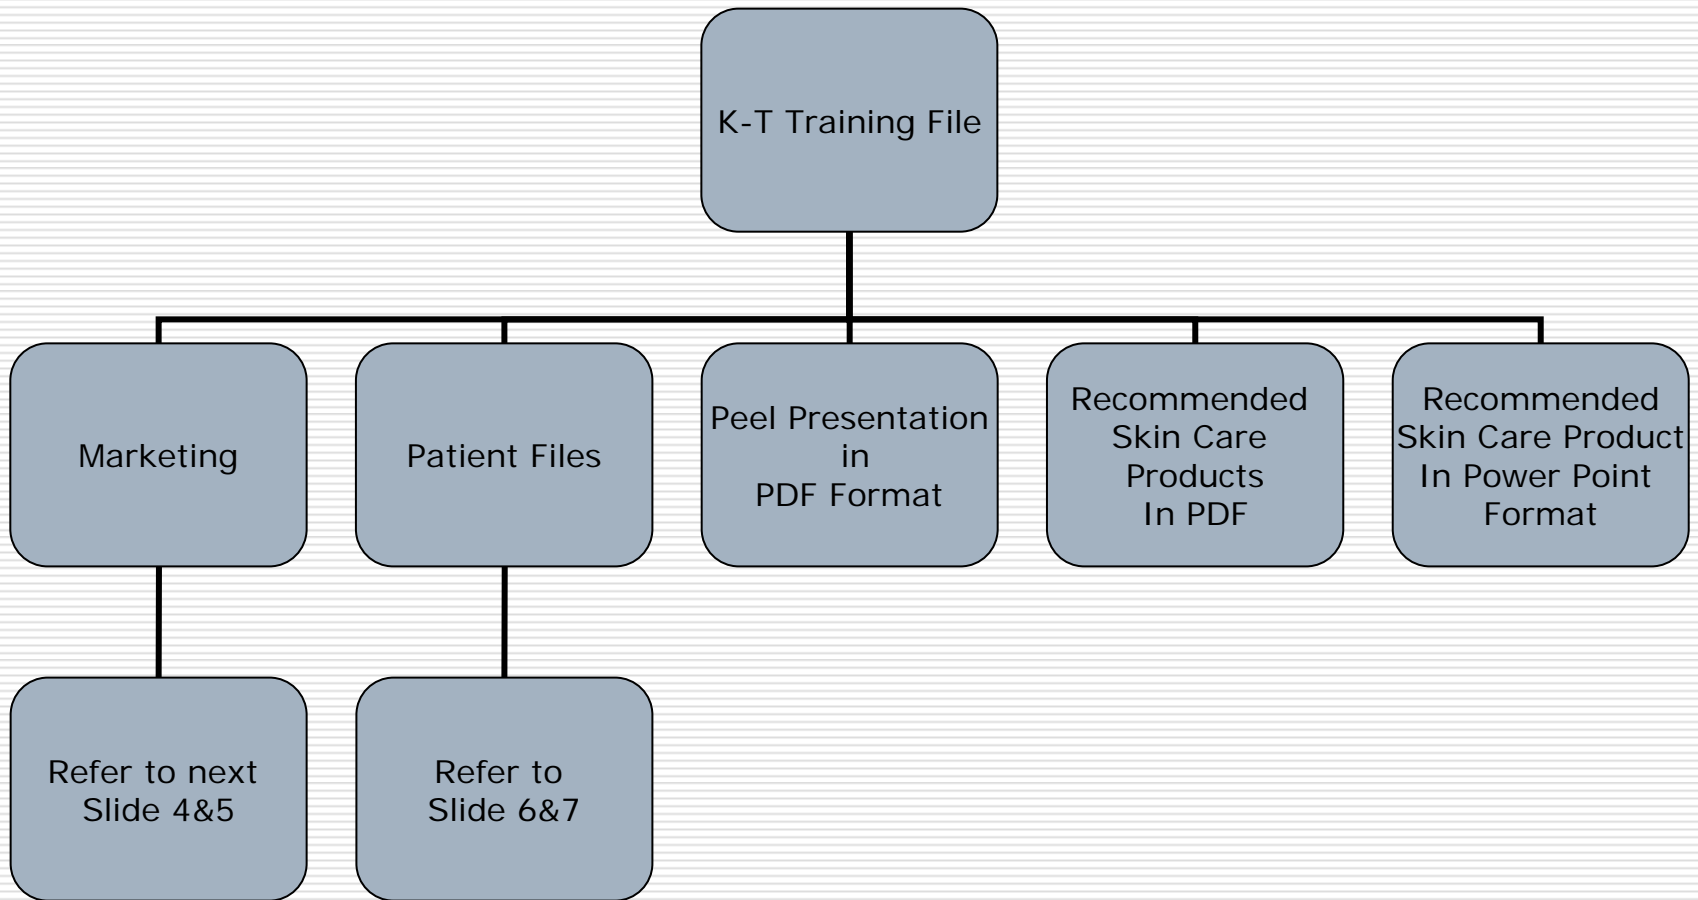 K-T Training File
Marketing
Patient Files
Peel Presentation
in
PDF Format
Recommended
Skin Care
Products
In PDF
Recommended
Skin Care Product
In Power Point
Format
Refer to next
Slide 4&5
Refer to
Slide 6&7